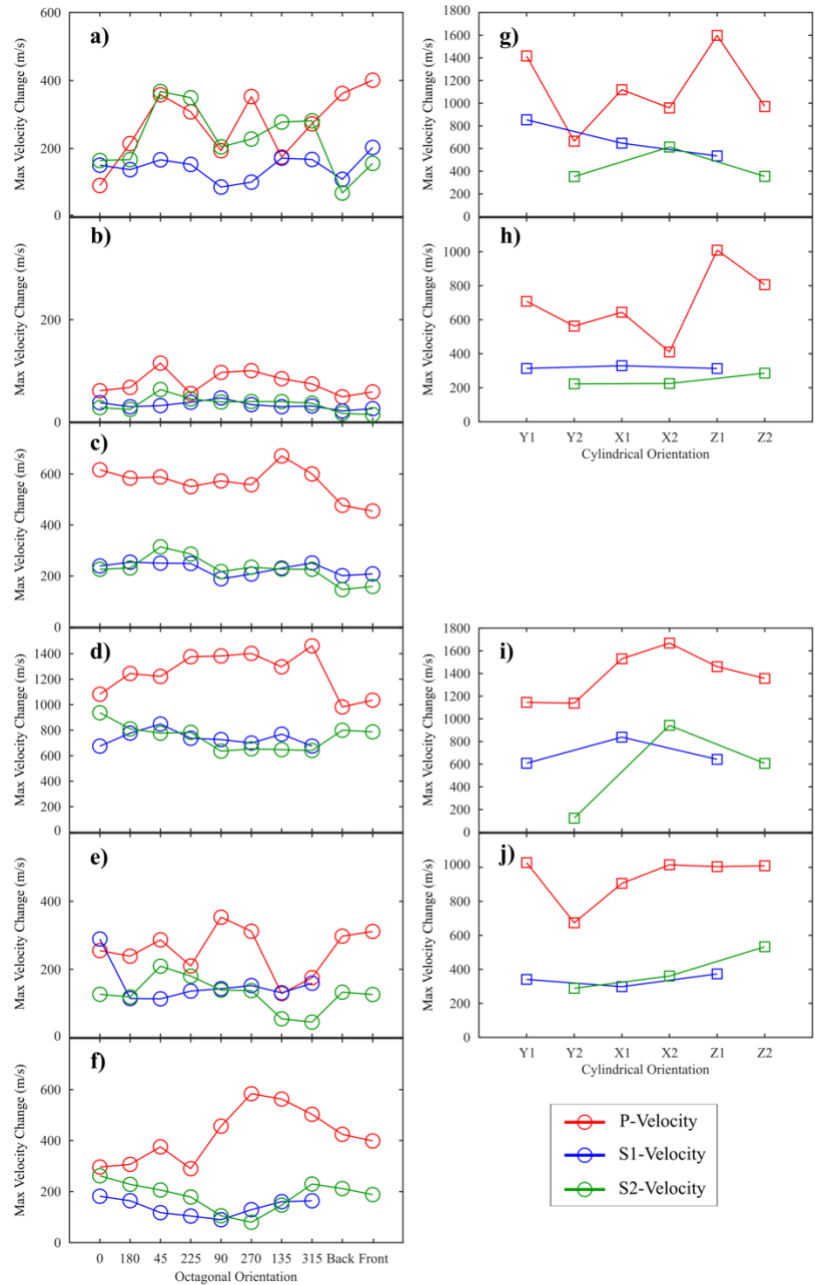 a)
600
400
200
0
Max Velocity Change (m/s)
b)
200
0
Max Velocity Change (m/s)
c)
600
400
200
0
Max Velocity Change (m/s)
d)
1400
1200
1000
800
600
400
200
0
Max Velocity Change (m/s)
e)
400
200
0
Max Velocity Change (m/s)
f)
600
400
200
0
Max Velocity Change (m/s)
0 180 45 225 90 270 135 315 Back Front
Octagonal Orientation
g)
1800
1600
1400
1200
1000
800
600
400
200
0
Max Velocity Change (m/s)
h)
1000
800
600
400
200
0
Max Velocity Change (m/s)
Y1 Y2 X1 X2 Z1 Z2
Cylindrical Orientation
i)
1800
1600
1400
1200
1000
800
600
400
200
0
Max Velocity Change (m/s)
j)
1000
800
600
400
200
0
Max Velocity Change (m/s)
Y1 Y2 X1 X2 Z1 Z2
Cylindrical Orientation
P-Velocity
S1-Velocity
S2-Velocity